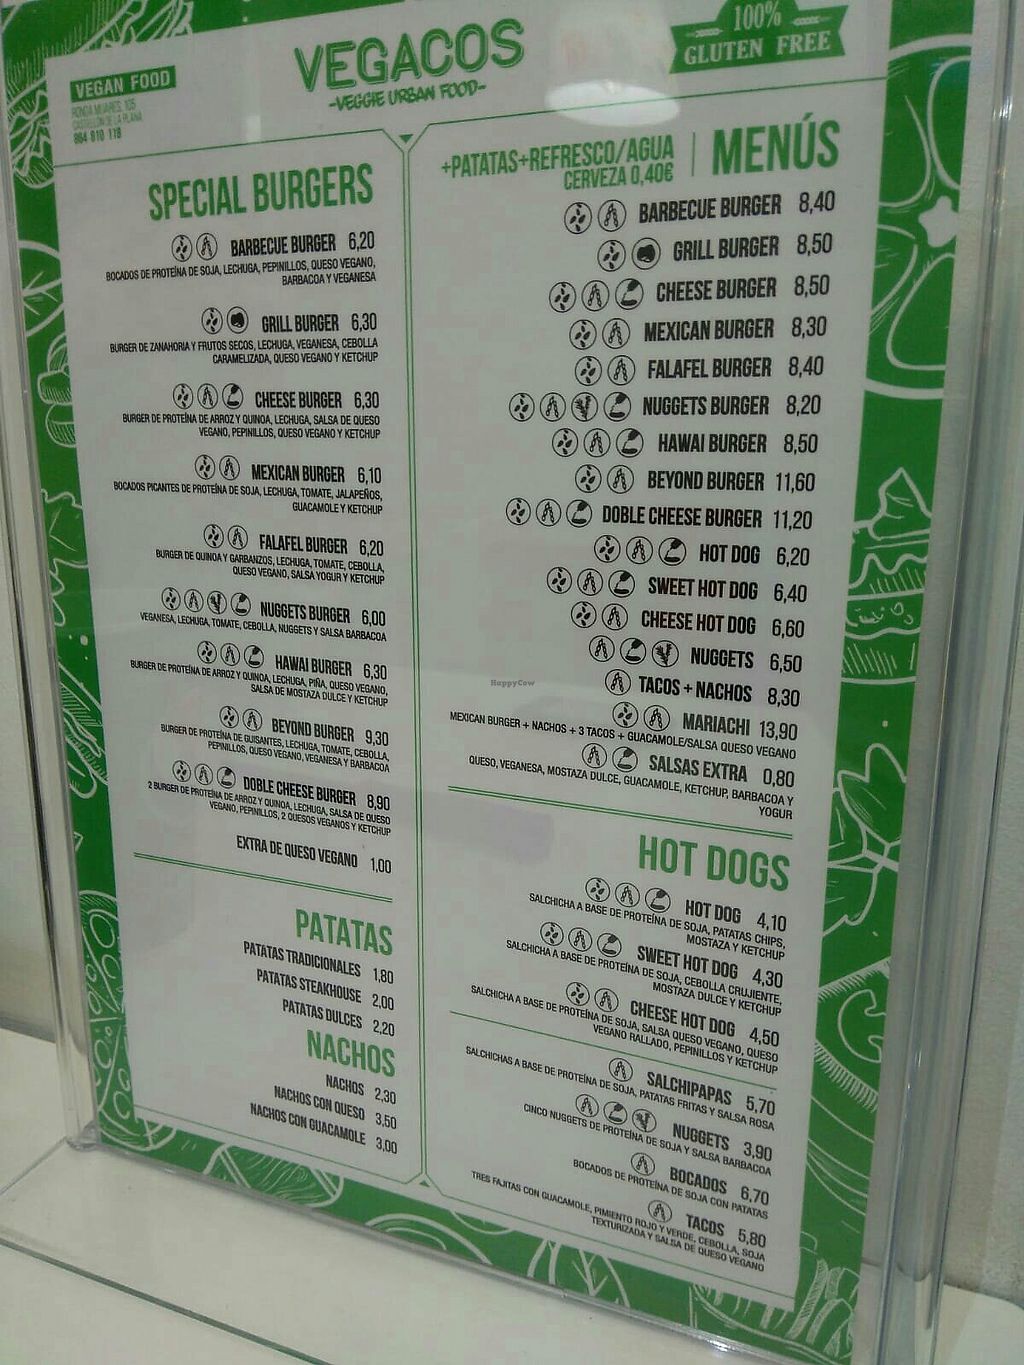 VEGAN FOOD
RONDA MIJARES, 105
CASTELLÓN DE LA PLANA
964 910 118
VEGACOS
-VEGGIE URBAN FOOD-
100%
GLUTEN FREE
SPECIAL BURGERS
BARBECUE BURGER 6,20
BOCADOS DE PROTEÍNA DE SOJA, LECHUGA, PEPINILLOS, QUESO VEGANO,
BARBACOA Y VEGANESA
GRILL BURGER 6,30
BURGER DE ZANAHORIA Y FRUTOS SECOS, LECHUGA, VEGANESA, CEBOLLA
CARAMELIZADA, QUESO VEGANO Y KETCHUP
CHEESE BURGER 6,30
BURGER DE PROTEÍNA DE ARROZ Y QUINOA, LECHUGA, SALSA DE QUESO
VEGANO, PEPINILLOS, QUESO VEGANO Y KETCHUP
MEXICAN BURGER 6,10
BOCADOS PICANTES DE PROTEÍNA DE SOJA, LECHUGA, TOMATE, JALAPEÑOS,
GUACAMOLE Y KETCHUP
FALAFEL BURGER 6,20
BURGER DE QUINOA Y GARBANZOS, LECHUGA, TOMATE, CEBOLLA,
QUESO VEGANO, SALSA YOGUR Y KETCHUP
NUGGETS BURGER 6,00
VEGANESA, LECHUGA, TOMATE, CEBOLLA, NUGGETS Y SALSA BARBACOA
HAWAI BURGER 6,30
BURGER DE PROTEÍNA DE ARROZ Y QUINOA, LECHUGA, PIÑA, QUESO VEGANO,
SALSA DE MOSTAZA DULCE Y KETCHUP
BEYOND BURGER 9,30
BURGER DE PROTEÍNA DE GUISANTES, LECHUGA, TOMATE, CEBOLLA,
PEPINILLOS, QUESO VEGANO, VEGANESA Y BARBACOA
DOBLE CHEESE BURGER 8,90
2 BURGER DE PROTEÍNA DE ARROZ Y QUINOA, LECHUGA, SALSA DE QUESO
VEGANO, PEPINILLOS, 2 QUESOS VEGANOS Y KETCHUP
EXTRA DE QUESO VEGANO 1,00
PATATAS
PATATAS TRADICIONALES 1,80
PATATAS STEAKHOUSE 2,00
PATATAS DULCES 2,20
NACHOS
NACHOS 2,30
NACHOS CON QUESO 3,50
NACHOS CON GUACAMOLE 3,00
+PATATAS+REFRESCO/AGUA
CERVEZA 0,40€
MENÚS
BARBECUE BURGER 8,40
GRILL BURGER 8,50
CHEESE BURGER 8,50
MEXICAN BURGER 8,30
FALAFEL BURGER 8,40
NUGGETS BURGER 8,20
HAWAI BURGER 8,50
BEYOND BURGER 11,60
DOBLE CHEESE BURGER 11,20
HOT DOG 6,20
SWEET HOT DOG 6,40
CHEESE HOT DOG 6,60
NUGGETS 6,50
TACOS + NACHOS 8,30
MARIACHI 13,90
MEXICAN BURGER + NACHOS + 3 TACOS + GUACAMOLE/SALSA QUESO VEGANO
SALSAS EXTRA 0,80
QUESO, VEGANESA, MOSTAZA DULCE, GUACAMOLE, KETCHUP, BARBACOA Y
YOGUR
HOT DOGS
HOT DOG 4,10
SALCHICHA A BASE DE PROTEÍNA DE SOJA, PATATAS CHIPS,
MOSTAZA Y KETCHUP
SWEET HOT DOG 4,30
SALCHICHA A BASE DE PROTEÍNA DE SOJA, CEBOLLA CRUJIENTE,
MOSTAZA DULCE Y KETCHUP
CHEESE HOT DOG 4,50
SALCHICHA A BASE DE PROTEÍNA DE SOJA, SALSA QUESO VEGANO, QUESO
VEGANO RALLADO, PEPINILLOS Y KETCHUP
SALCHIPAPAS 5,70
SALCHICHAS A BASE DE PROTEÍNA DE SOJA, PATATAS FRITAS Y SALSA ROSA
NUGGETS 3,90
CINCO NUGGETS DE PROTEÍNA DE SOJA Y SALSA BARBACOA
BOCADOS 6,70
BOCADOS DE PROTEÍNA DE SOJA CON PATATAS
TACOS 5,80
TRES FAJITAS CON GUACAMOLE, PIMIENTO ROJO Y VERDE, CEBOLLA, SOJA
TEXTURIZADA Y SALSA DE QUESO VEGANO
HappyCow